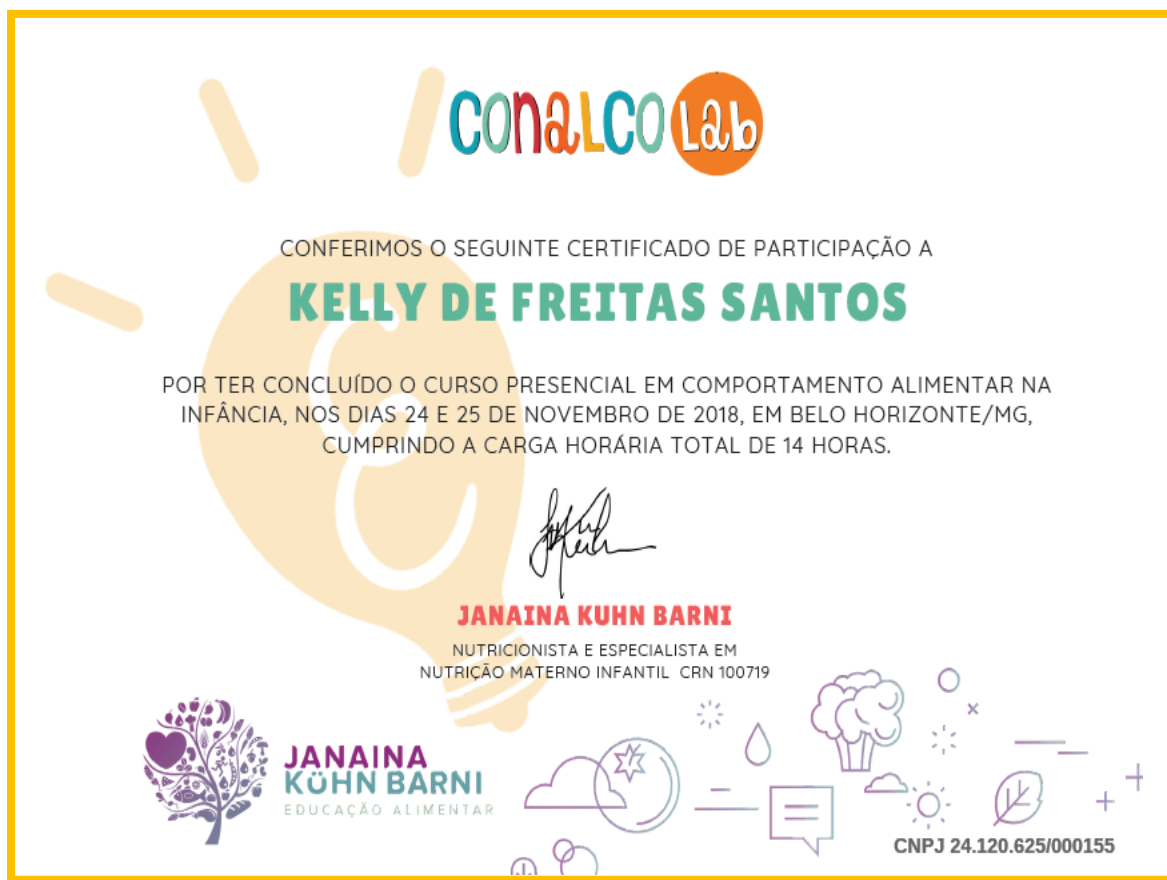 CONALCO Lab
CONFERIMOS O SEGUINTE CERTIFICADO DE PARTICIPAÇÃO A
KELLY DE FREITAS SANTOS
POR TER CONCLUÍDO O CURSO PRESENCIAL EM COMPORTAMENTO ALIMENTAR NA
INFÂNCIA, NOS DIAS 24 E 25 DE NOVEMBRO DE 2018, EM BELO HORIZONTE/MG,
CUMPRINDO A CARGA HORÁRIA TOTAL DE 14 HORAS.
JANAINA KUHN BARNI
NUTRICIONISTA E ESPECIALISTA EM
NUTRIÇÃO MATERNO INFANTIL CRN 100719
JANAINA
KÜHN BARNI
EDUCAÇÃO ALIMENTAR
CNPJ 24.120.625/000155